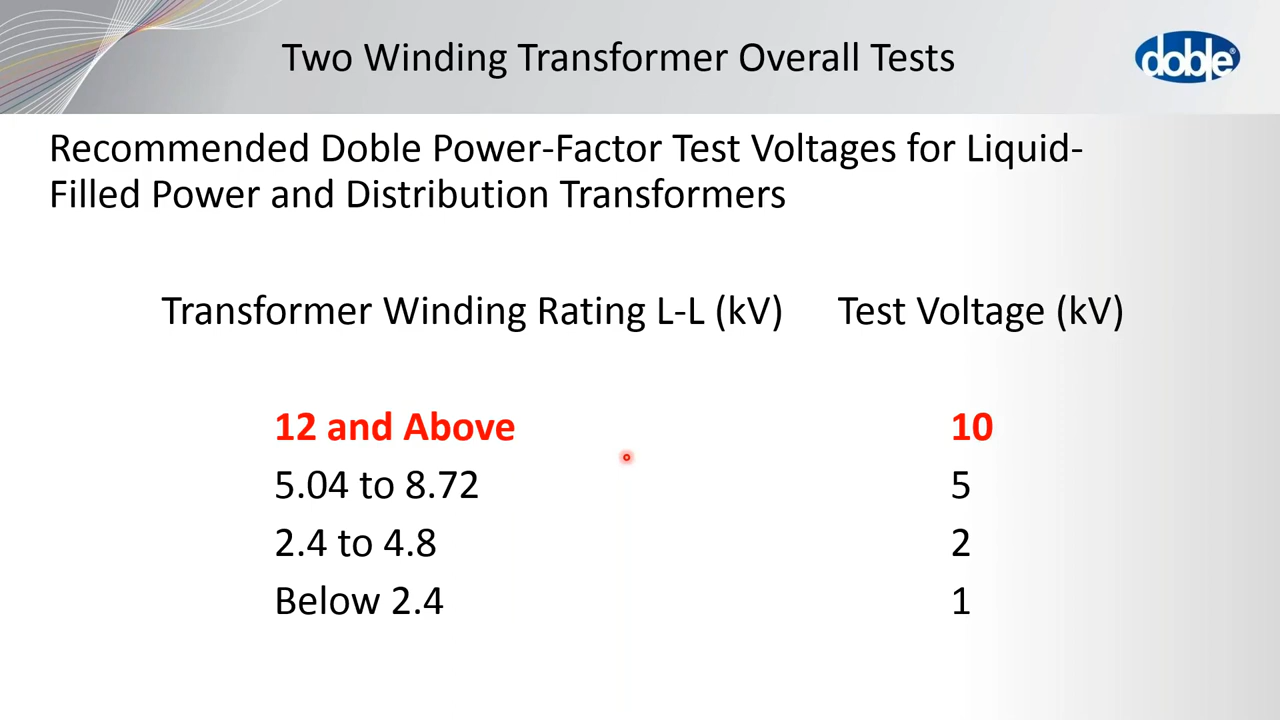 Two Winding Transformer Overall Tests
doble®
Recommended Doble Power-Factor Test Voltages for Liquid-
Filled Power and Distribution Transformers
Transformer Winding Rating L-L (kV) Test Voltage (kV)
12 and Above 10
5.04 to 8.72 5
2.4 to 4.8 2
Below 2.4 1